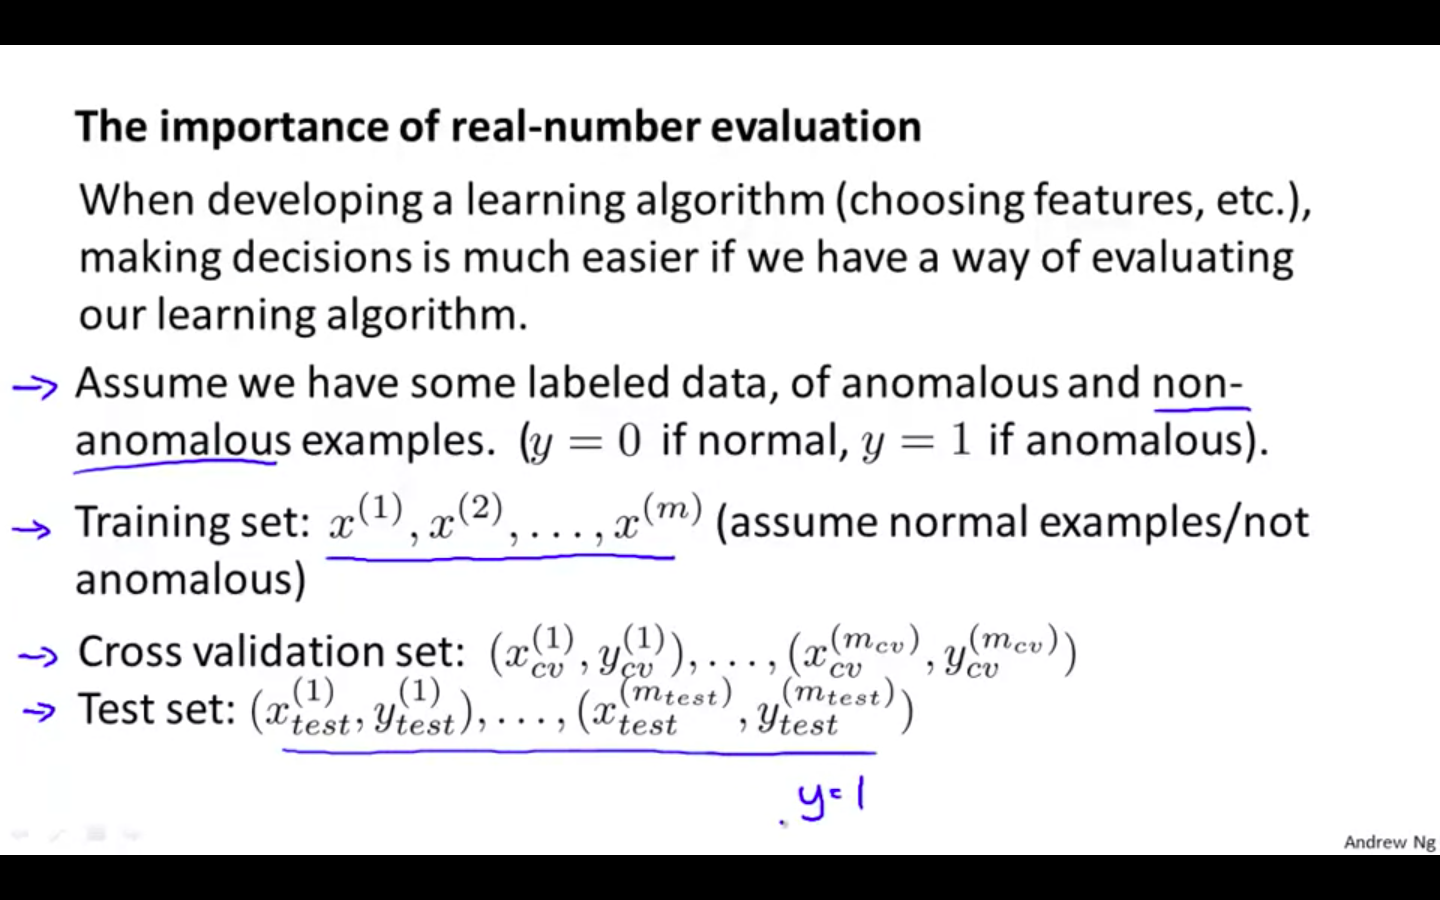 The importance of real-number evaluation
When developing a learning algorithm (choosing features, etc.),
making decisions is much easier if we have a way of evaluating
our learning algorithm.
Assume we have some labeled data, of anomalous and non-
anomalous examples. (y = 0 if normal, y = 1 if anomalous).
Training set: x^{(1)}, x^{(2)}, ..., x^{(m)} (assume normal examples/not
anomalous)
Cross validation set: (x_{cv}^{(1)}, y_{cv}^{(1)}), ..., (x_{cv}^{(m_{cv})}, y_{cv}^{(m_{cv})})
Test set: (x_{test}^{(1)}, y_{test}^{(1)}), ..., (x_{test}^{(m_{test})}, y_{test}^{(m_{test})})
y=1
Andrew Ng